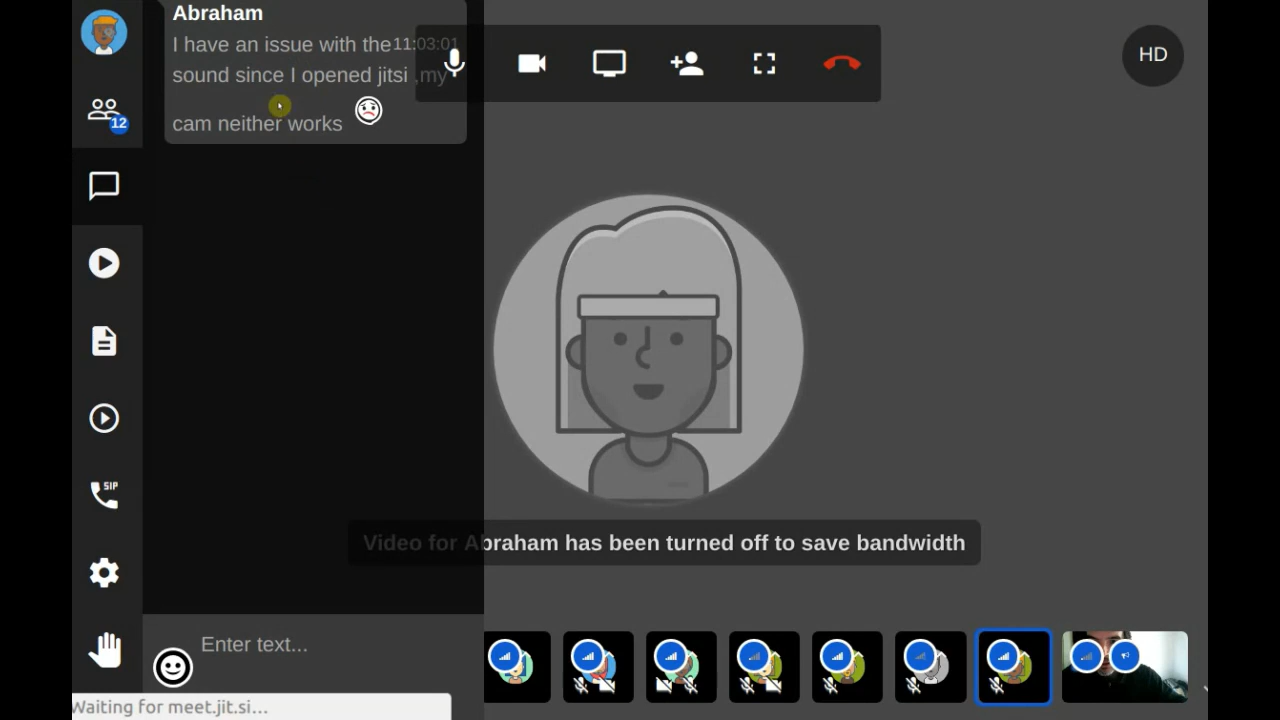 Abraham
I have an issue with the 11:03:01
sound since I opened jitsi ,my
cam neither works
HD
12
SIP
Video for Abraham has been turned off to save bandwidth
Enter text...
Waiting for meet.jit.si...